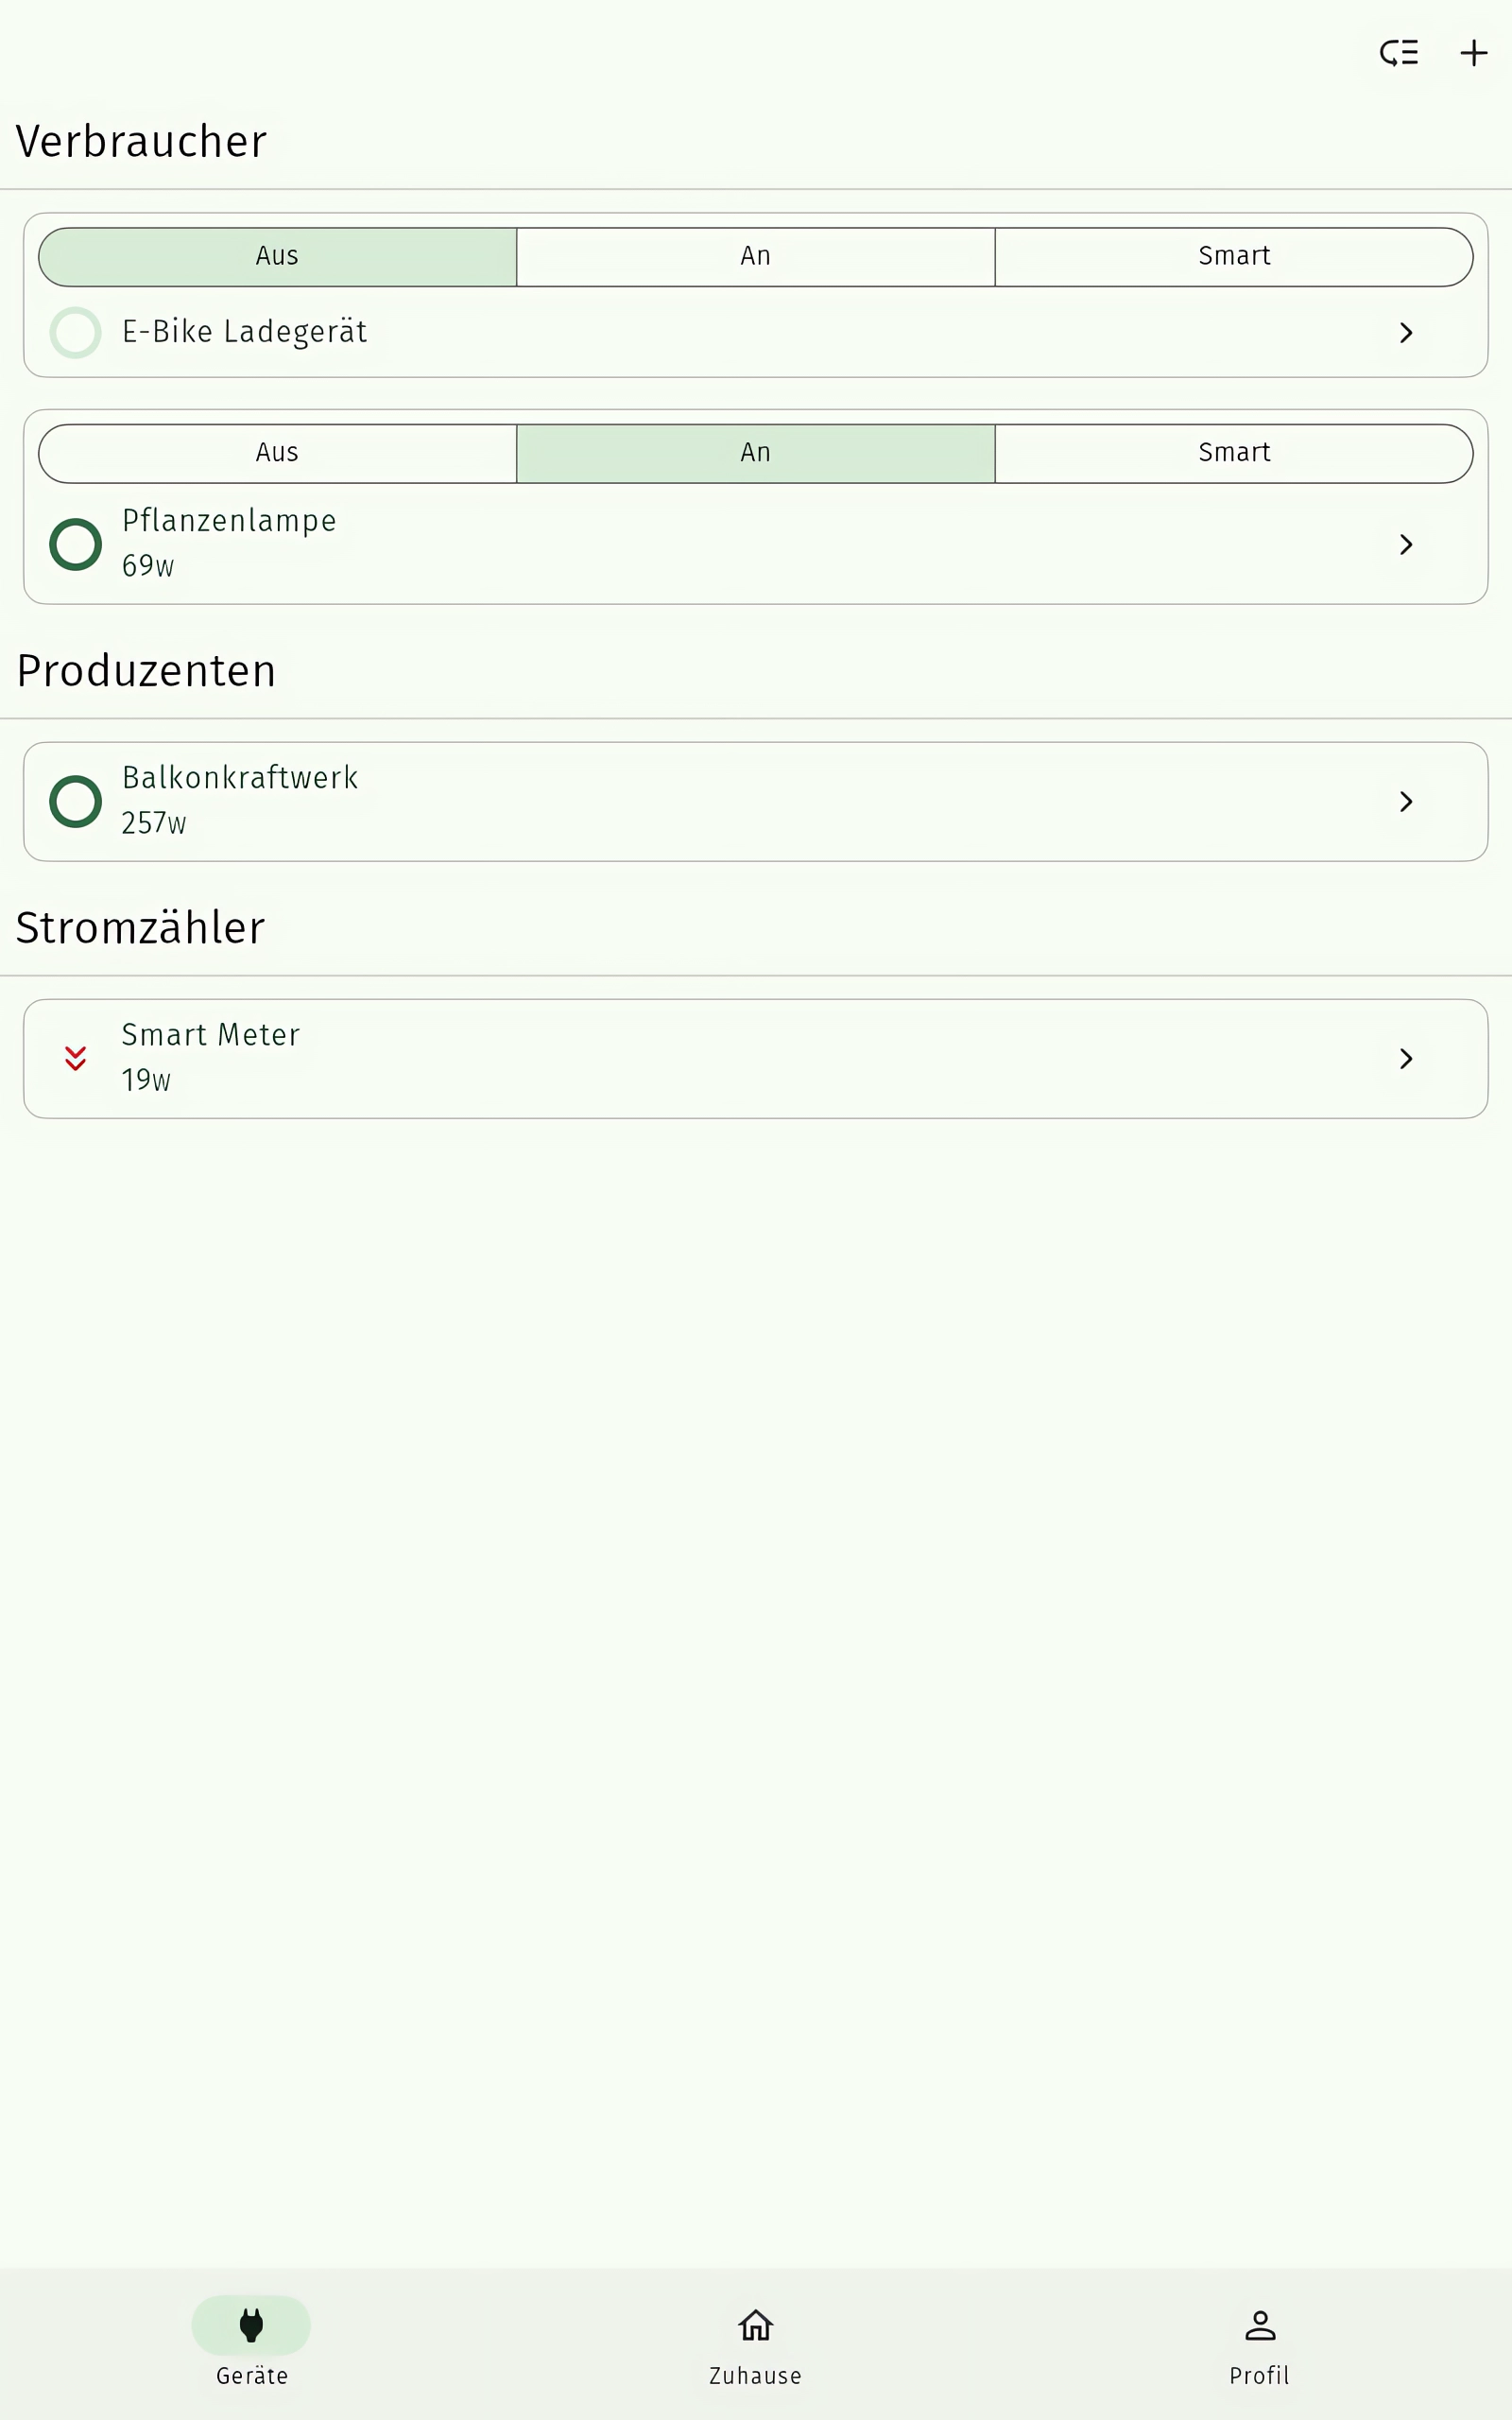 Verbraucher
Aus An Smart
E-Bike Ladegerät
Aus An Smart
Pflanzenlampe
69w
Produzenten
Balkonkraftwerk
257w
Stromzähler
Smart Meter
19w
Geräte Zuhause Profil